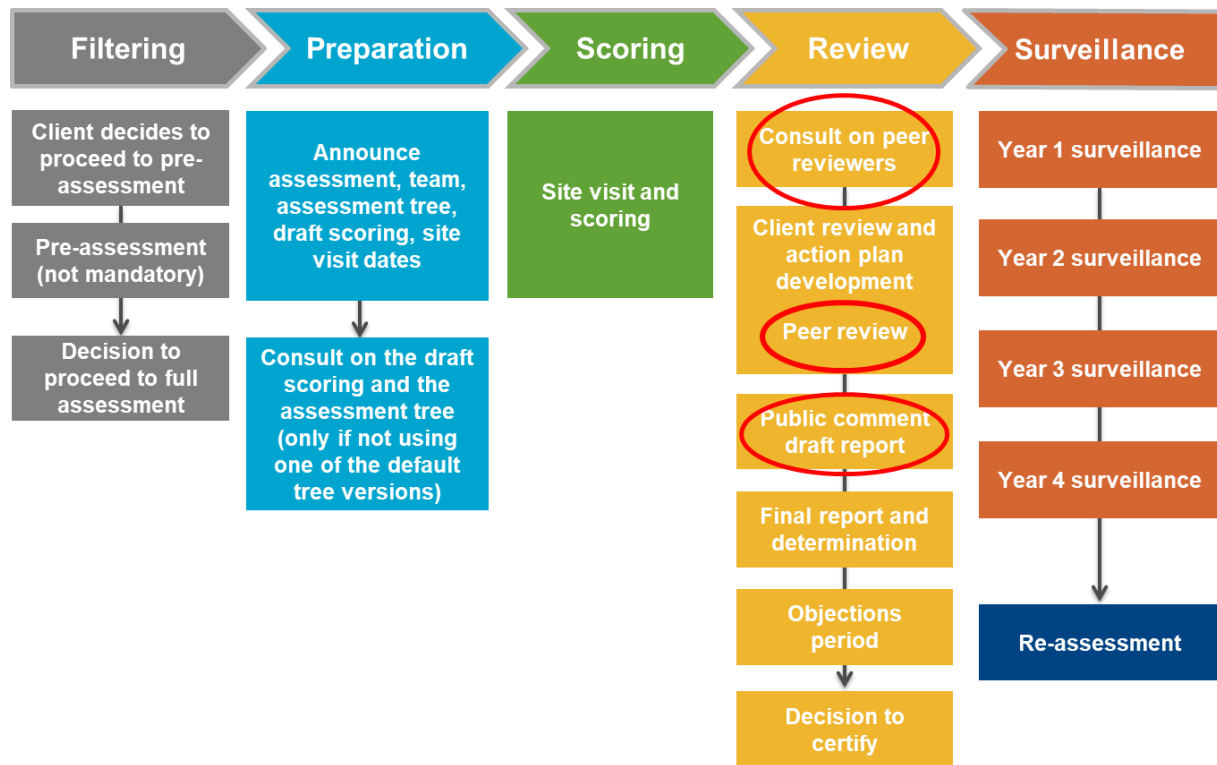 Filtering
Preparation
Scoring
Review
Surveillance
Client decides to
proceed to pre-
assessment
Pre-assessment
(not mandatory)
Decision to
proceed to full
assessment
Announce
assessment, team,
assessment tree,
draft scoring, site
visit dates
Consult on the draft
scoring and the
assessment tree
(only if not using
one of the default
tree versions)
Site visit and
scoring
Consult on peer
reviewers
Client review and
action plan
development
Peer review
Public comment
draft report
Final report and
determination
Objections
period
Decision to
certify
Year 1 surveillance
Year 2 surveillance
Year 3 surveillance
Year 4 surveillance
Re-assessment